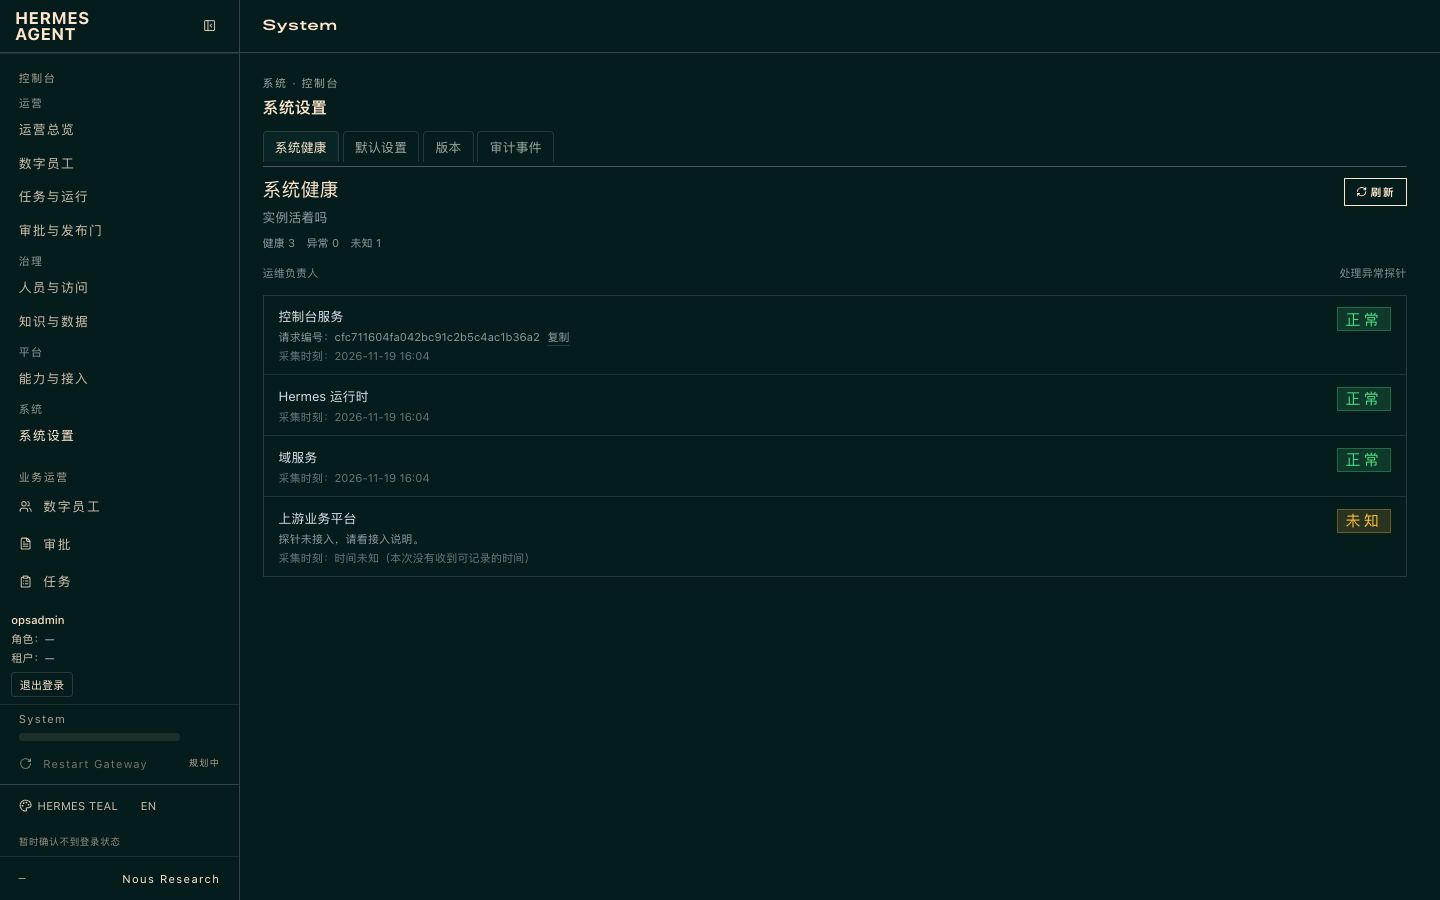 HERMES
AGENT
控制台
运营
运营总览
数字员工
任务与运行
审批与发布门
治理
人员与访问
知识与数据
平台
能力与接入
系统
系统设置
业务运营
数字员工
审批
任务
opsadmin
角色：—
租户：—
退出登录
System
Restart Gateway 规划中
HERMES TEAL EN
暂时确认不到登录状态
— Nous Research
System
系统 · 控制台
系统设置
系统健康 默认设置 版本 审计事件
系统健康
刷新
实例活着吗
健康 3 异常 0 未知 1
运维负责人 处理异常探针
控制台服务 正常
请求编号：cfc711604fa042bc91c2b5c4ac1b36a2 复制
采集时刻：2026-11-19 16:04
Hermes 运行时 正常
采集时刻：2026-11-19 16:04
域服务 正常
采集时刻：2026-11-19 16:04
上游业务平台 未知
探针未接入，请看接入说明。
采集时刻：时间未知（本次没有收到可记录的时间）